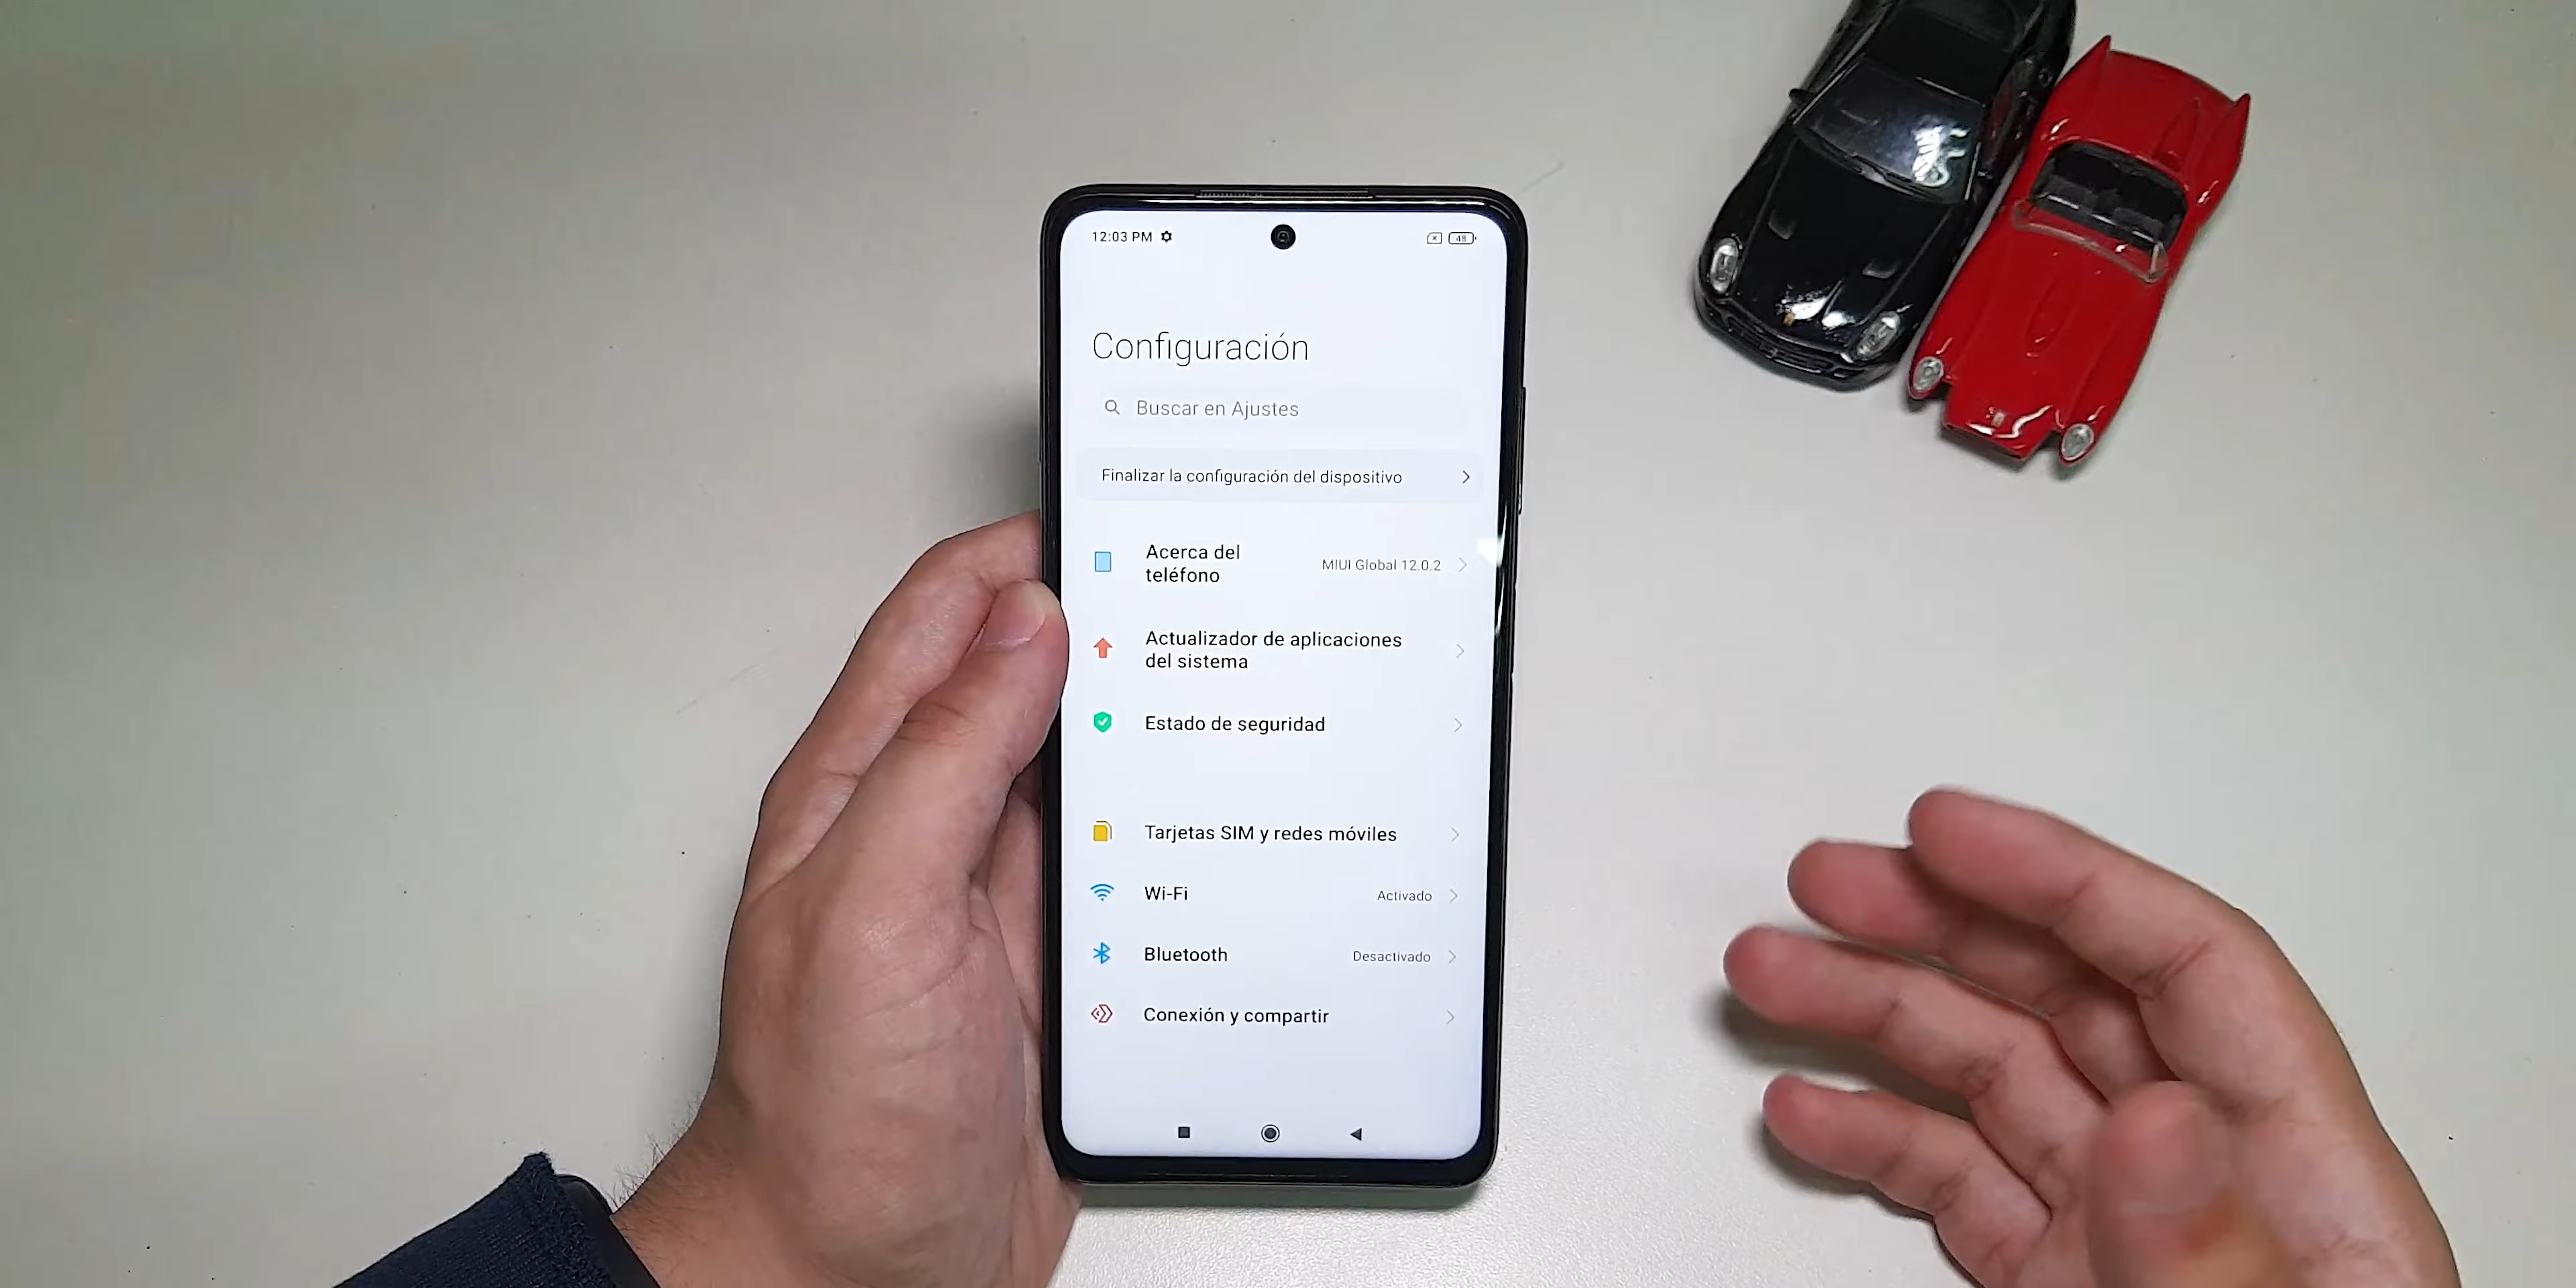 12:03 PM
48
Configuración
Buscar en Ajustes
Finalizar la configuración del dispositivo
Acerca del
teléfono
MIUI Global 12.0.2
Actualizador de aplicaciones
del sistema
Estado de seguridad
Tarjetas SIM y redes móviles
Wi-Fi
Activado
Bluetooth
Desactivado
Conexión y compartir